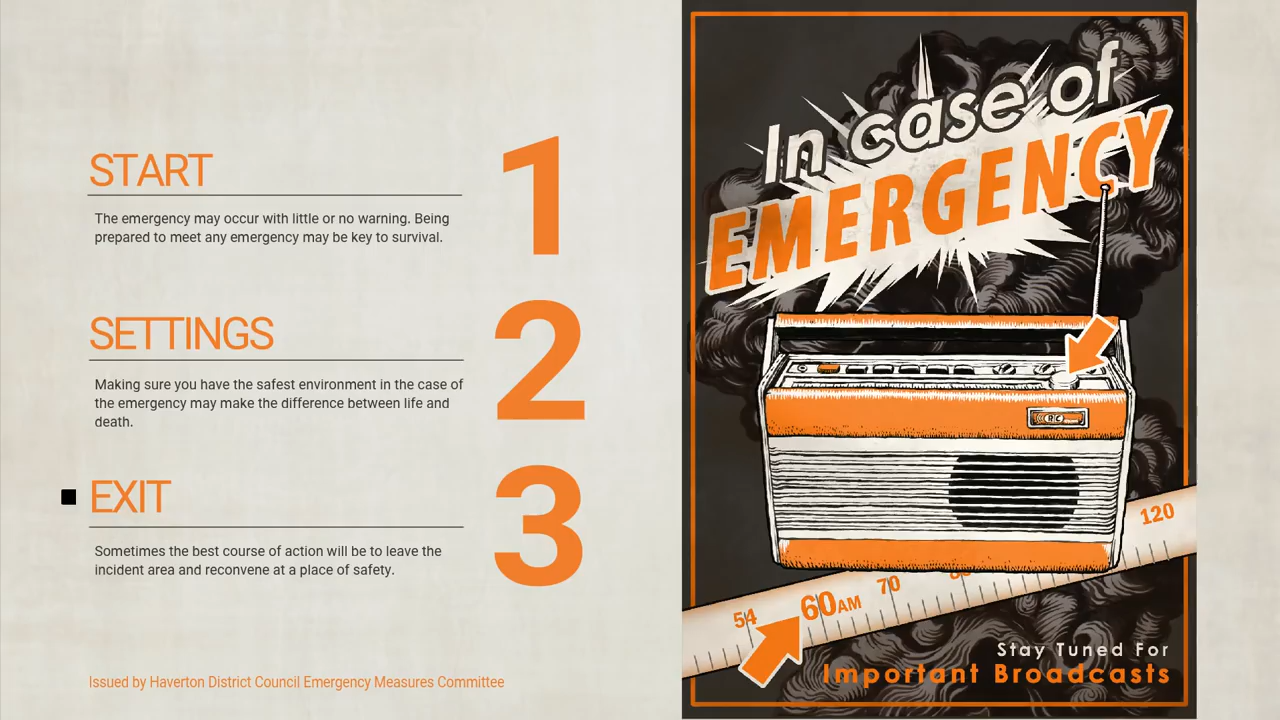 START
The emergency may occur with little or no warning. Being
prepared to meet any emergency may be key to survival.
1
SETTINGS
Making sure you have the safest environment in the case of
the emergency may make the difference between life and
death.
2
EXIT
Sometimes the best course of action will be to leave the
incident area and reconvene at a place of safety.
3
Issued by Haverton District Council Emergency Measures Committee
In case of
EMERGENCY
120
54
60AM
70
Stay Tuned For
Important Broadcasts